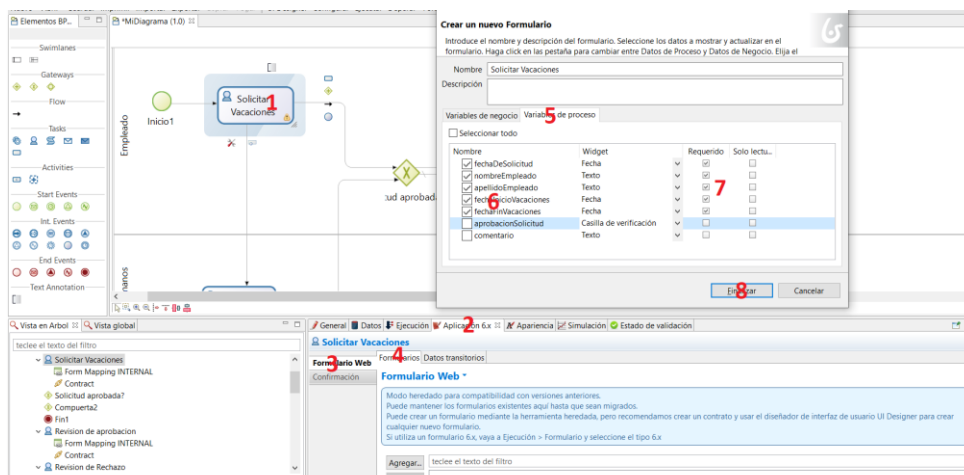 Elementos BP...
*MiDiagrama (1.0)
Swimlanes
Gateways
Flow
Tasks
Activities
Start Events
Int. Events
End Events
Text Annotation
Empleado
Inicio1
Solicitar
Vacaciones
1
tud aprobad
manos
Crear un nuevo Formulario
Introduce el nombre y descripción del formulario. Seleccione los datos a mostrar y actualizar en el
formulario. Haga click en las pestaña para cambiar entre Datos de Proceso y Datos de Negocio. Elija el
Nombre Solicitar Vacaciones
Descripción
5
Variables de negocio Variables de proceso
Seleccionar todo
Nombre Widget Requerido Solo lectu...
fechaDeSolicitud Fecha
nombreEmpleado Texto
apellidoEmpleado Texto
7
fechaInicioVacaciones Fecha
6
fechaFinVacaciones Fecha
aprobacionSolicitud Casilla de verificación
comentario Texto
Finalizar Cancelar
8
Vista en Arbol Vista global
teclee el texto del filtro
Solicitar Vacaciones
Form Mapping INTERNAL
Contract
Solicitud aprobada?
Compuerta2
Fin1
Revision de aprobacion
Form Mapping INTERNAL
Contract
Revision de Rechazo
General Datos Ejecución Aplicación 6.x Apariencia Simulación Estado de validación
2
Solicitar Vacaciones
3
4
Formulario Web Formularios Datos transitorios
Confirmación
Formulario Web
Modo heredado para compatibilidad con versiones anteriores.
Puede mantener los formularios existentes aquí hasta que sean migrados.
Puede crear un formulario mediante la herramienta heredada, pero recomendamos crear un contrato y usar el diseñador de interfaz de usuario UI Designer para crear
cualquier nuevo formulario.
Si utiliza un formulario 6.x, vaya a Ejecución > Formulario y seleccione el tipo 6.x
Agregar... teclee el texto del filtro